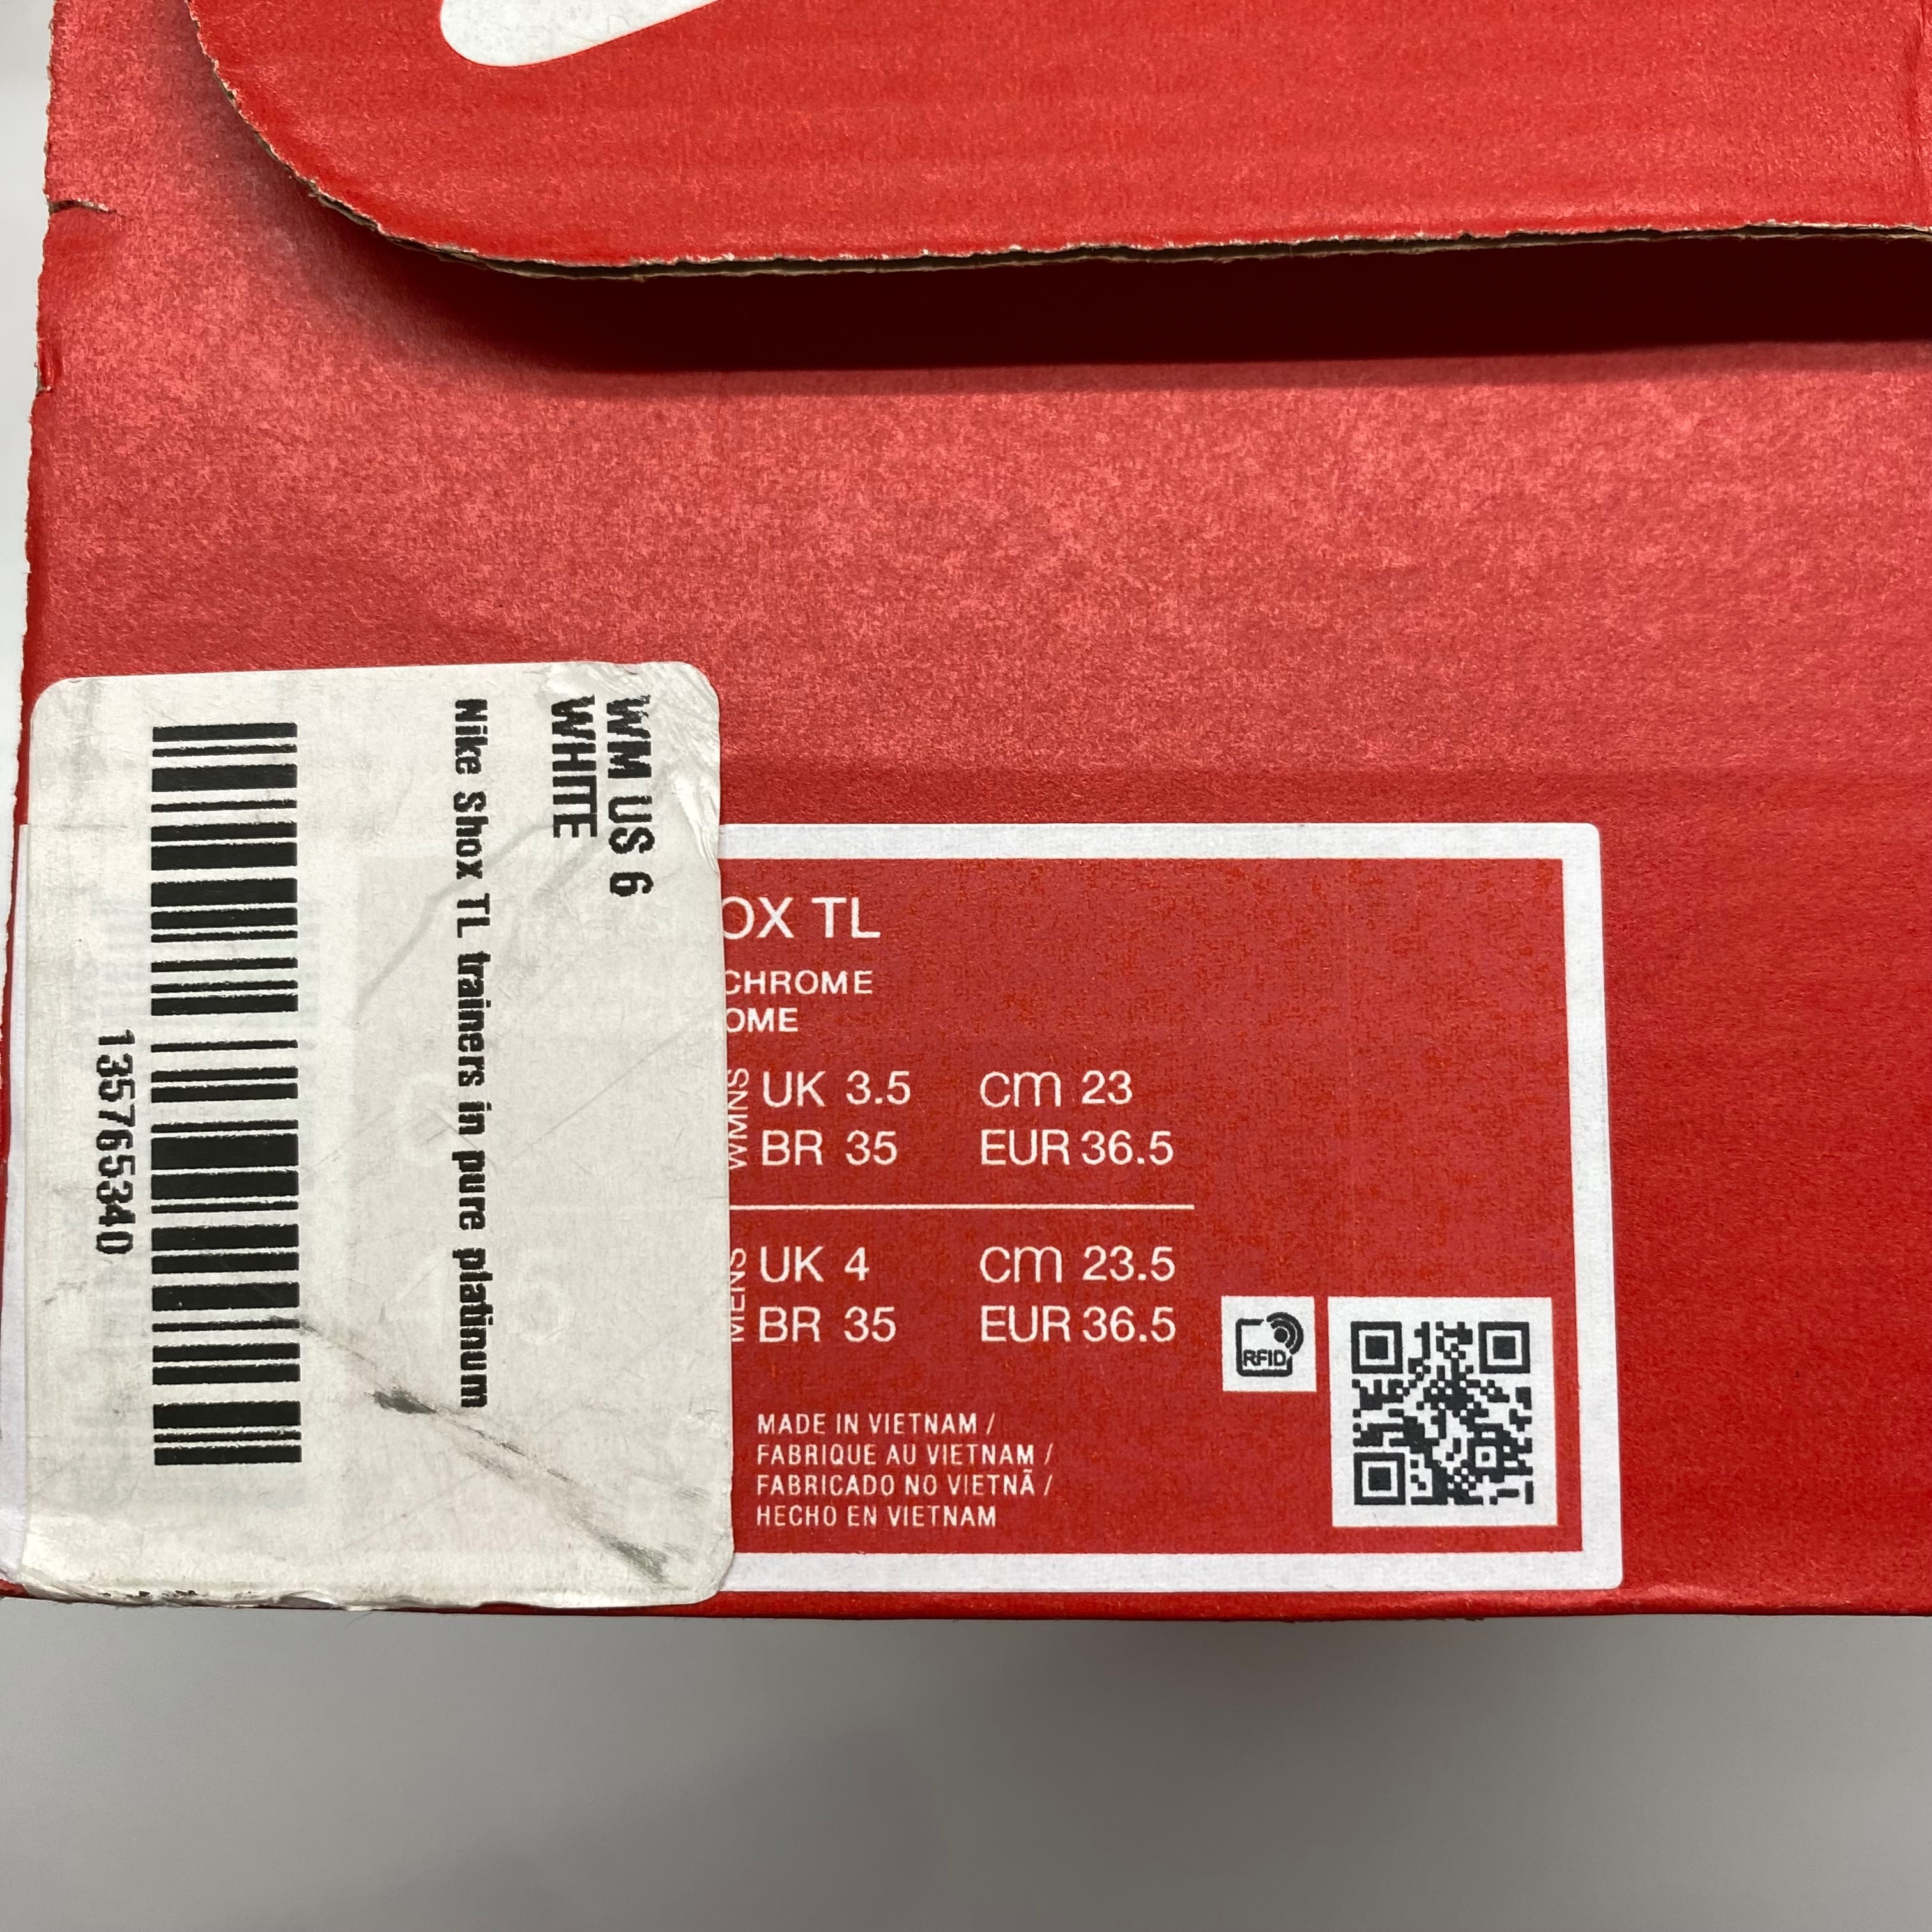 WM US 6
WHITE
Nike Shox TL trainers in pure platinum
135765340
OX TL
CHROME
OME
WMNS
UK 3.5 cm 23
BR 35 EUR 36.5
MENS
UK 4 cm 23.5
BR 35 EUR 36.5
RFID
MADE IN VIETNAM /
FABRIQUE AU VIETNAM /
FABRICADO NO VIETNÃ /
HECHO EN VIETNAM